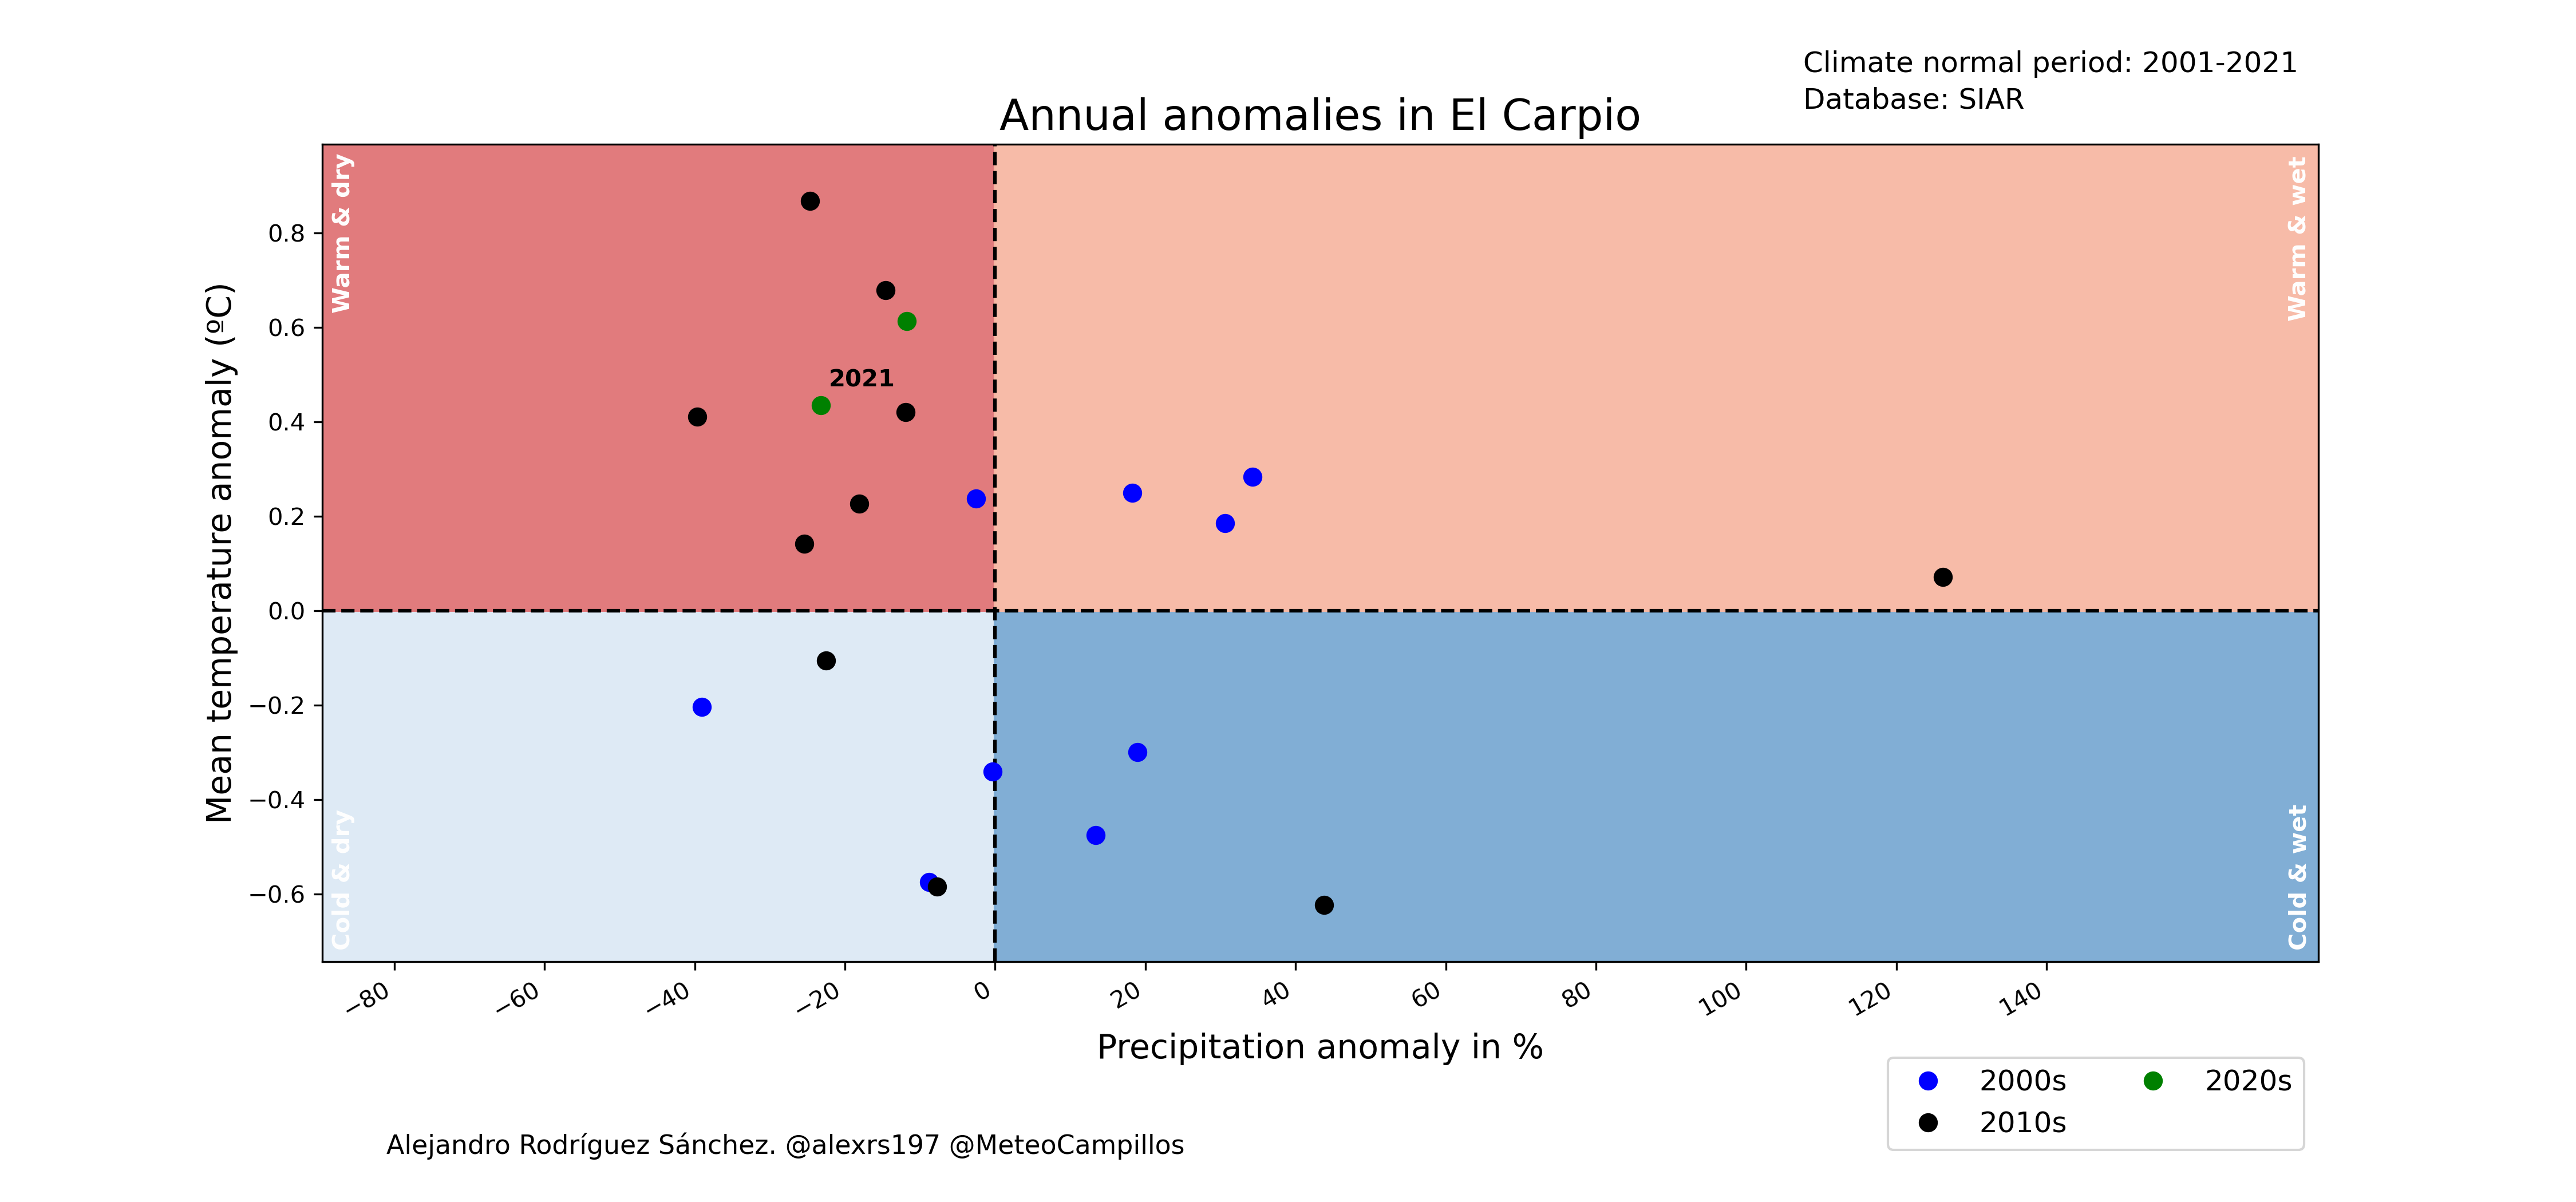 Climate normal period: 2001-2021
Database: SIAR
Annual anomalies in El Carpio
Warm & dry
Warm & wet
Mean temperature anomaly (ºC)
0.8
0.6
0.4
0.2
0.0
−0.2
−0.4
−0.6
2021
Cold & dry
Cold & wet
−80
−60
−40
−20
0
20
40
60
80
100
120
140
Precipitation anomaly in %
2000s
2010s
2020s
Alejandro Rodríguez Sánchez. @alexrs197 @MeteoCampillos